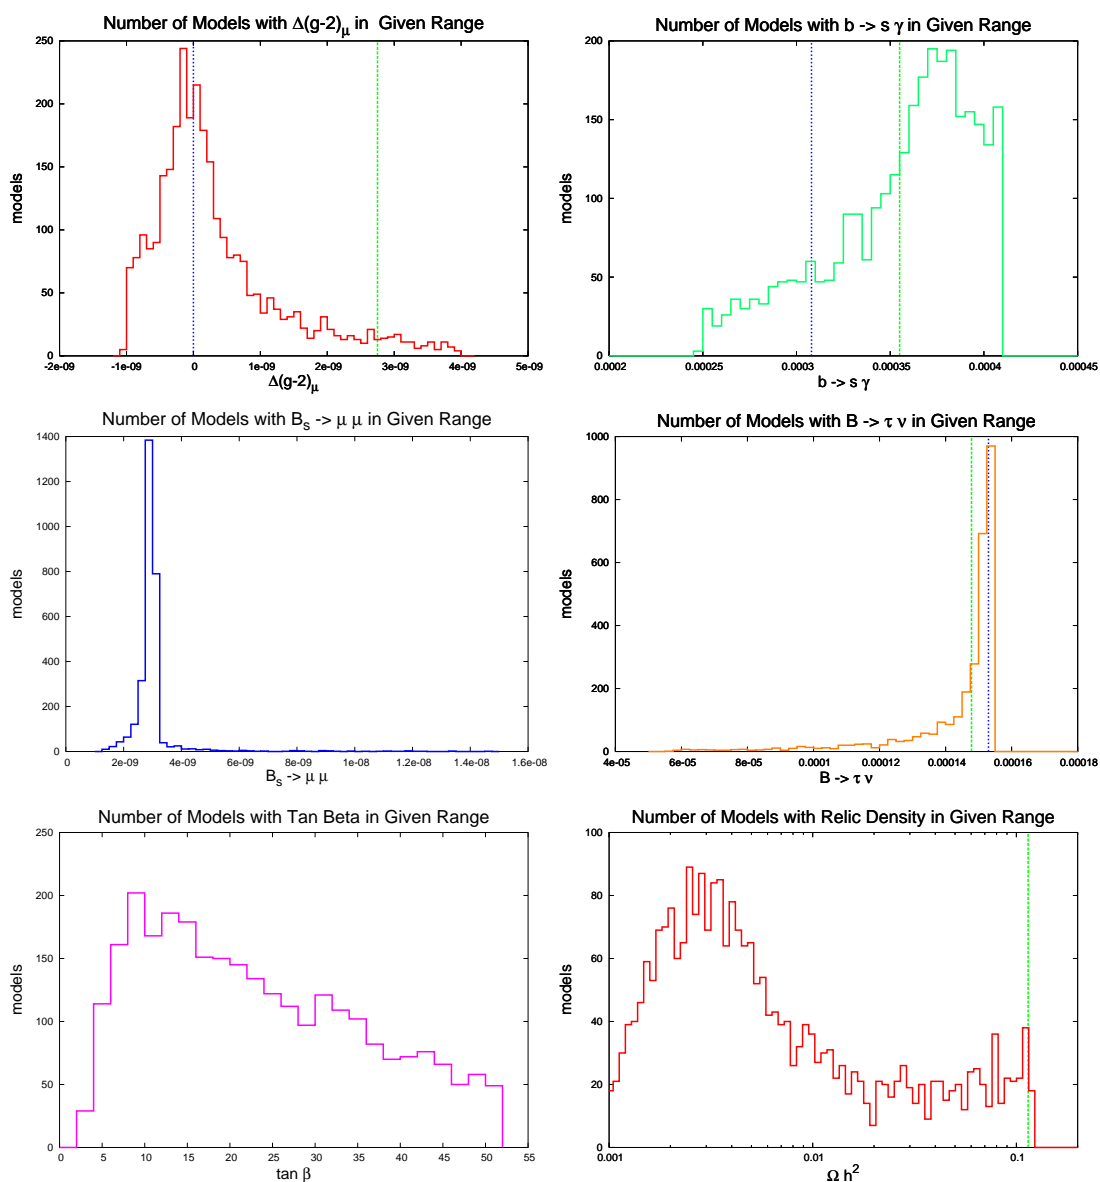 Number of Models with Δ(g-2)μ in Given Range
250
200
150
100
50
0
models
-2e-09 -1e-09 0 1e-09 2e-09 3e-09 4e-09 5e-09
Δ(g-2)μ
Number of Models with b -> s γ in Given Range
200
150
100
50
0
models
0.0002 0.00025 0.0003 0.00035 0.0004 0.00045
b -> s γ
Number of Models with Bs -> μ μ in Given Range
1400
1200
1000
800
600
400
200
0
models
0 2e-09 4e-09 6e-09 8e-09 1e-08 1.2e-08 1.4e-08 1.6e-08
Bs -> μ μ
Number of Models with B -> τ ν in Given Range
1000
800
600
400
200
0
models
4e-05 6e-05 8e-05 0.0001 0.00012 0.00014 0.00016 0.00018
B -> τ ν
Number of Models with Tan Beta in Given Range
250
200
150
100
50
0
models
0 5 10 15 20 25 30 35 40 45 50 55
tan β
Number of Models with Relic Density in Given Range
100
80
60
40
20
0
models
0.001 0.01 0.1
Ω h²